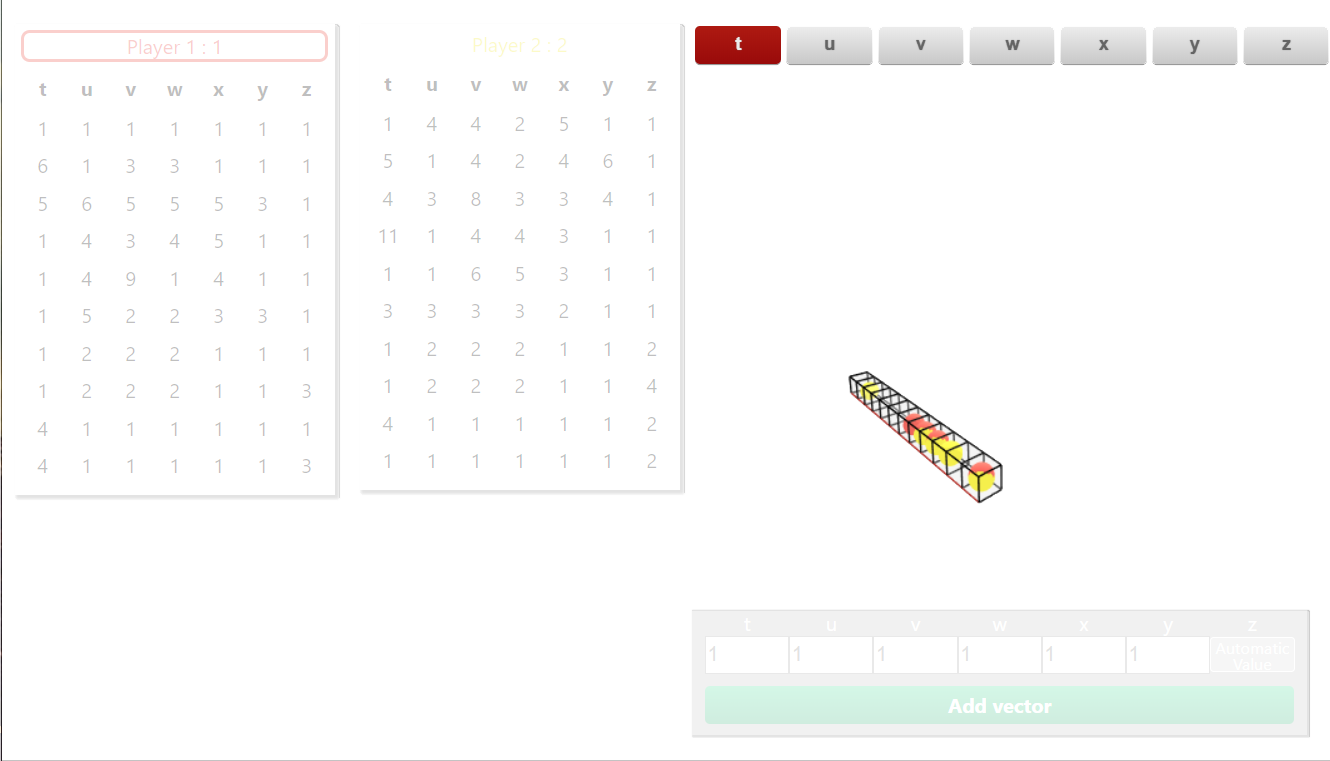 Player 1 : 1
t u v w x y z
1 1 1 1 1 1 1
6 1 3 3 1 1 1
5 6 5 5 5 3 1
1 4 3 4 5 1 1
1 4 9 1 4 1 1
1 5 2 2 3 3 1
1 2 2 2 1 1 1
1 2 2 2 1 1 3
4 1 1 1 1 1 1
4 1 1 1 1 1 3
Player 2 : 2
t u v w x y z
1 4 4 2 5 1 1
5 1 4 2 4 6 1
4 3 8 3 3 4 1
11 1 4 4 3 1 1
1 1 6 5 3 1 1
3 3 3 3 2 1 1
1 2 2 2 1 1 2
1 2 2 2 1 1 4
4 1 1 1 1 1 2
1 1 1 1 1 1 2
t u v w x y z
t u v w x y z
1 1 1 1 1 1 Automatic
Value
Add vector